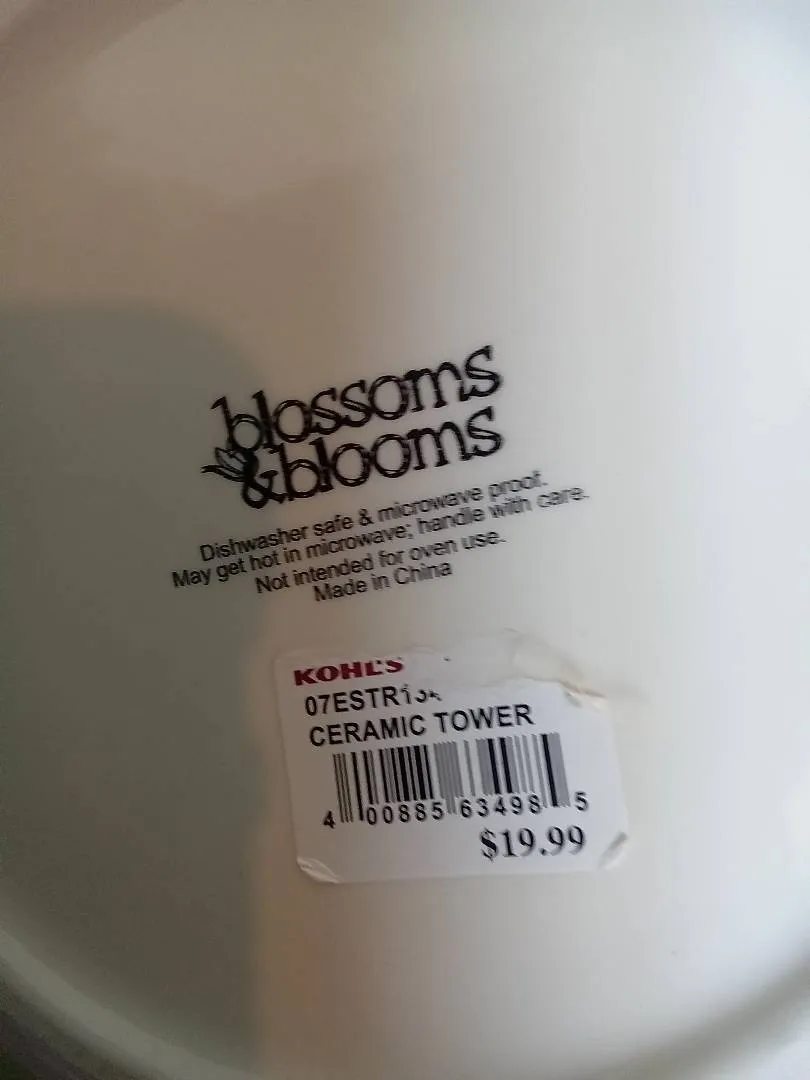 blossoms
&blooms
Dishwasher safe & microwave proof.
May get hot in microwave; handle with care.
Not intended for oven use.
Made in China
KOHL'S
CERAMIC TOWER
4 00885 63498 5
$19.99